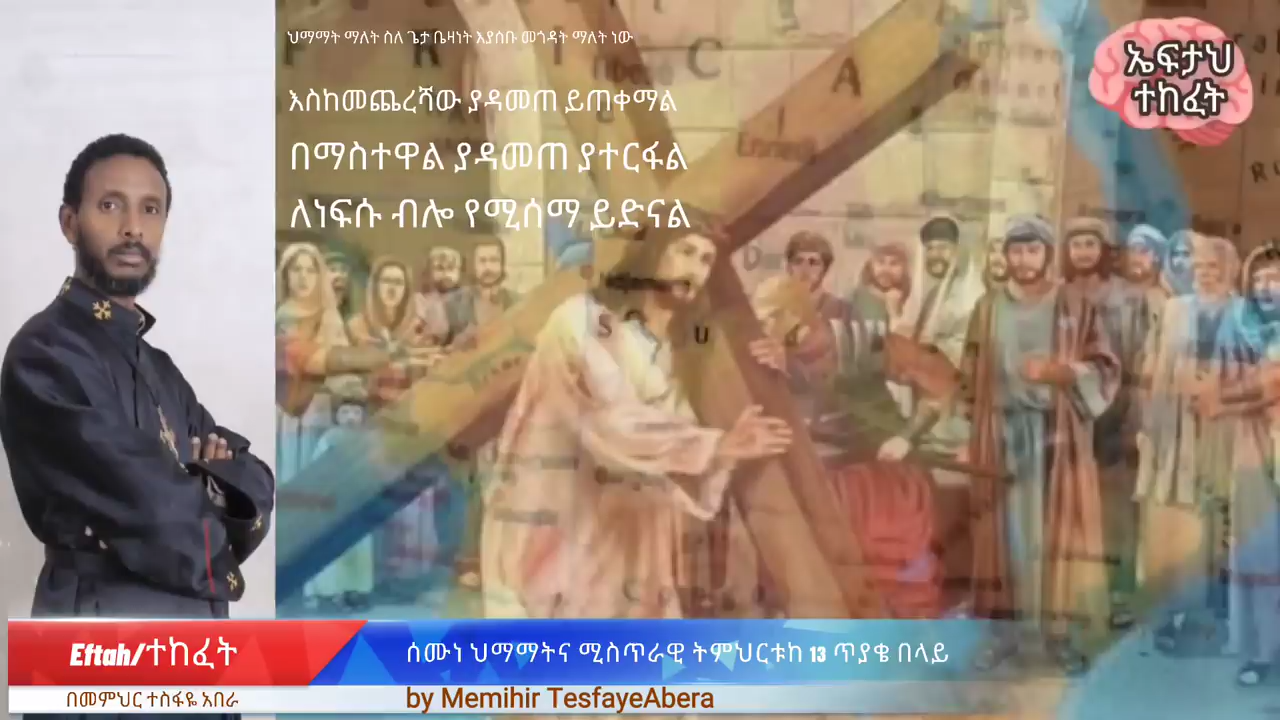 ህማማት ማለት ስለ ጌታ ቤዛነት እያሰቡ መጎዳት ማለት ነው
እስከመጨረሻው ያዳመጠ ይጠቀማል
በማስተዋል ያዳመጠ ያተርፋል
ለነፍሱ ብሎ የሚሰማ ይድናል
ኤፍታህ
ተከፈት
Eftah/ተከፈት
ሰሙነ ህማማትና ሚስጥራዊ ትምህርቱከ 13 ጥያቄ በላይ
በመምህር ተስፋዬ አበራ
by Memihir TesfayeAbera